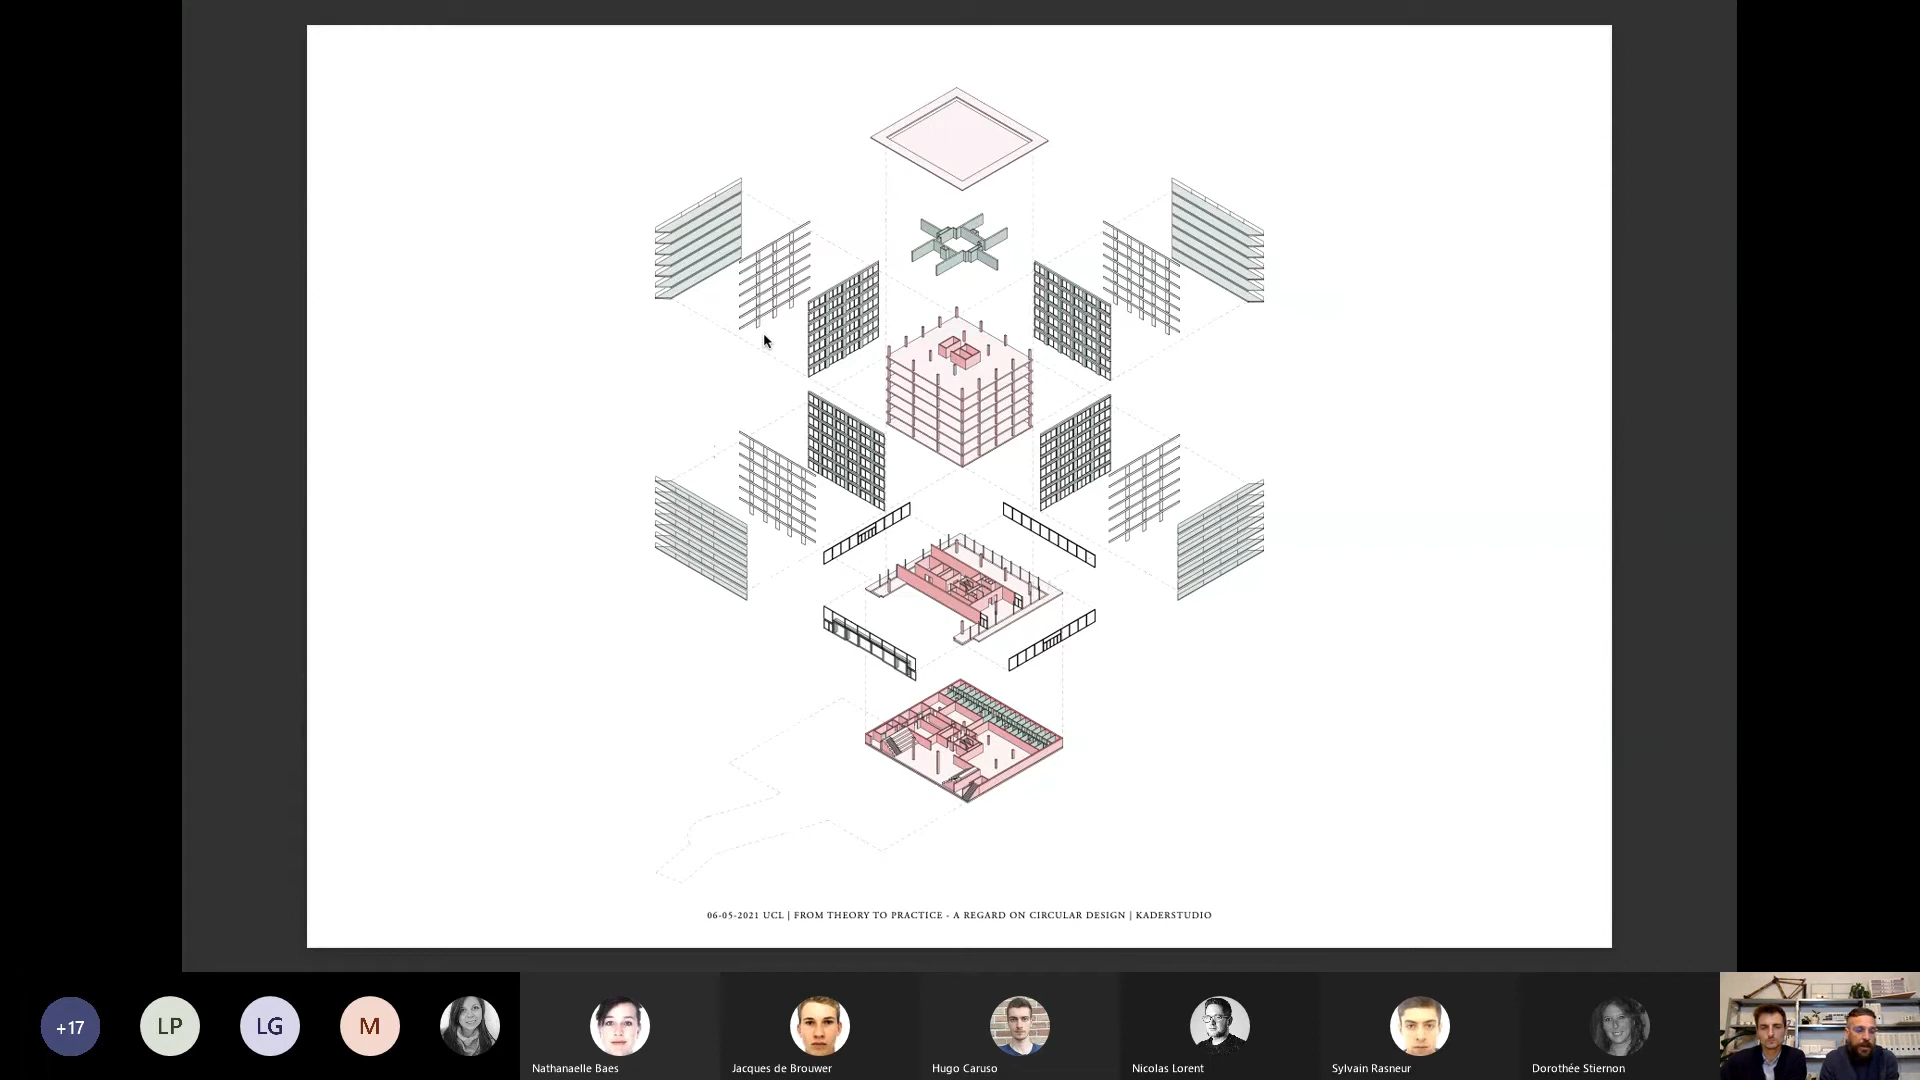 06-05-2021 UCL | FROM THEORY TO PRACTICE - A REGARD ON CIRCULAR DESIGN | KADERSTUDIO
+17
LP
LG
M
Nathanaelle Baes
Jacques de Brouwer
Hugo Caruso
Nicolas Lorent
Sylvain Rasneur
Dorothée Stiernon